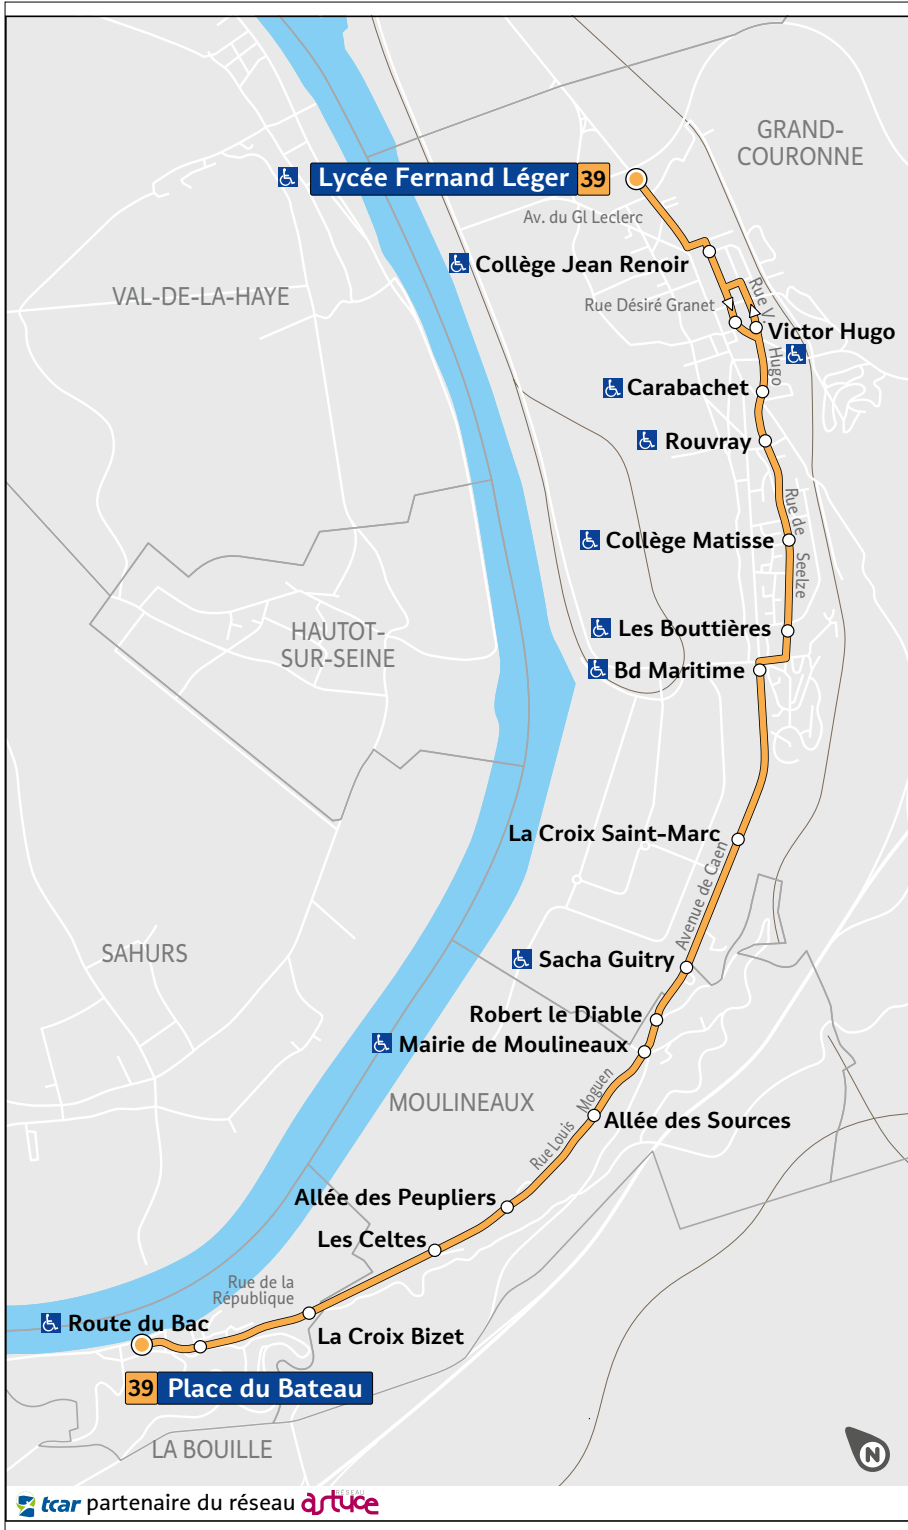 GRAND-
COURONNE
Lycée Fernand Léger 39
Av. du Gl Leclerc
Collège Jean Renoir
VAL-DE-LA-HAYE
Rue Désiré Granet
Rue V. Hugo
Victor Hugo
Carabachet
Rouvray
Rue de Seelze
Collège Matisse
Les Bouttières
HAUTOT-
SUR-SEINE
Bd Maritime
La Croix Saint-Marc
Avenue de Caen
SAHURS
Sacha Guitry
Robert le Diable
Mairie de Moulineaux
MOULINEAUX
Rue Louis Moguen
Allée des Sources
Allée des Peupliers
Les Celtes
Rue de la
République
Route du Bac
La Croix Bizet
39 Place du Bateau
LA BOUILLE
N
tcar partenaire du réseau RÉSEAU astuce